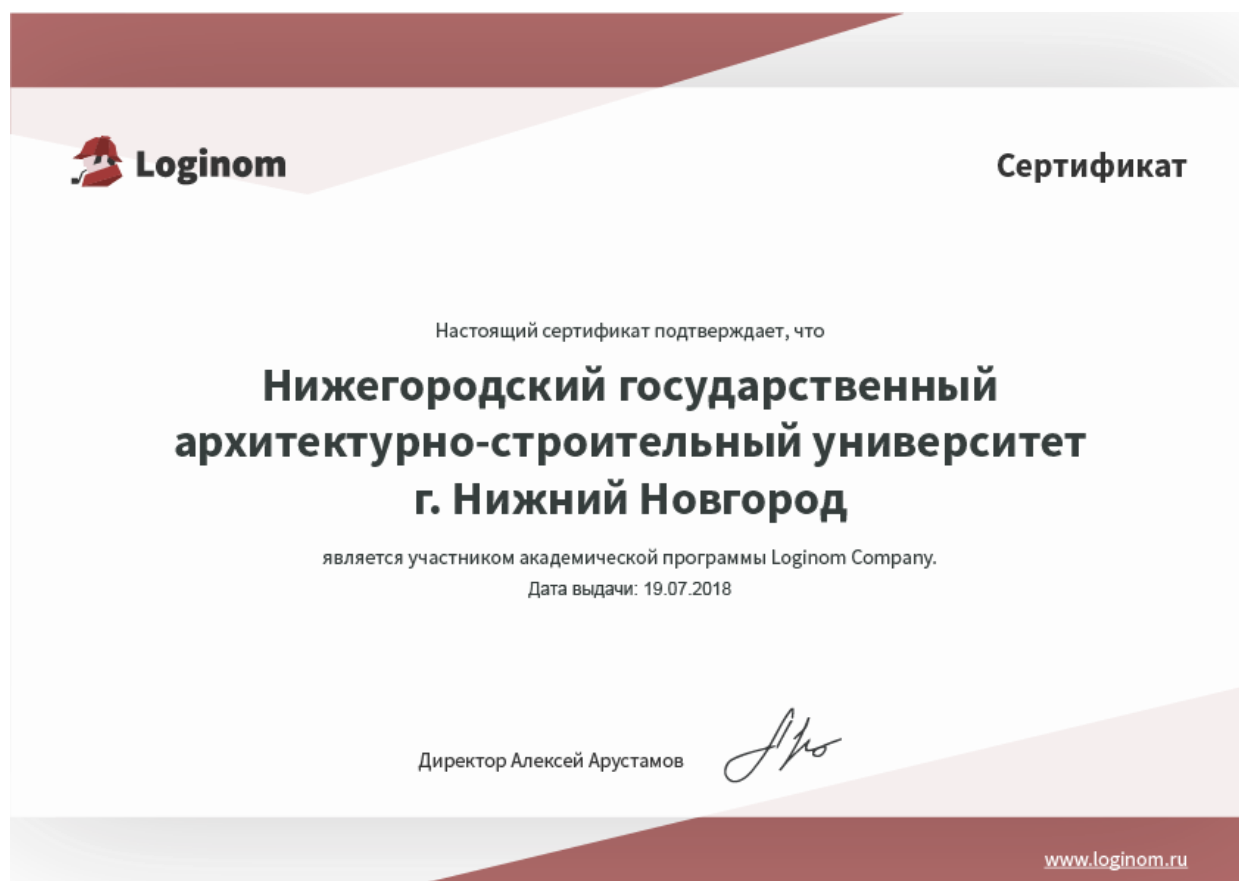 Loginom
Сертификат
Настоящий сертификат подтверждает, что
Нижегородский государственный
архитектурно-строительный университет
г. Нижний Новгород
является участником академической программы Loginom Company.
Дата выдачи: 19.07.2018
Директор Алексей Арустамов
www.loginom.ru